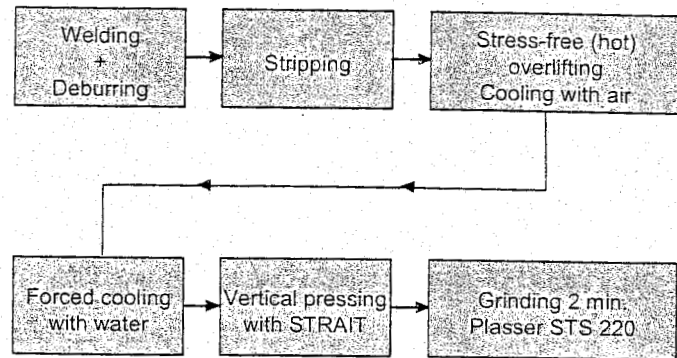 Welding
+
Deburring
Stripping
Stress-free (hot)
overlifting
Cooling with air
Forced cooling
with water
Vertical pressing
with STRAIT
Grinding 2 min.
Plasser STS 220